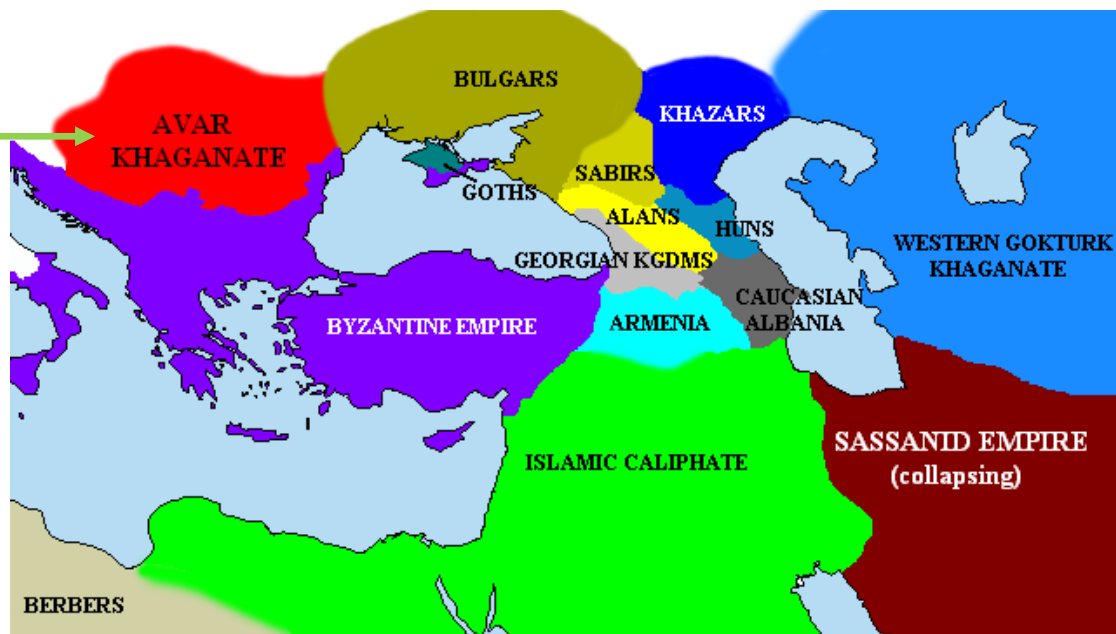 BULGARS
AVAR
KHAGANATE
KHAZARS
SABIRS
GOTHS
ALANS
HUNS
WESTERN GOKTURK
KHAGANATE
GEORGIAN KGDMS
CAUCASIAN
ALBANIA
BYZANTINE EMPIRE
ARMENIA
SASSANID EMPIRE
(collapsing)
ISLAMIC CALIPHATE
BERBERS